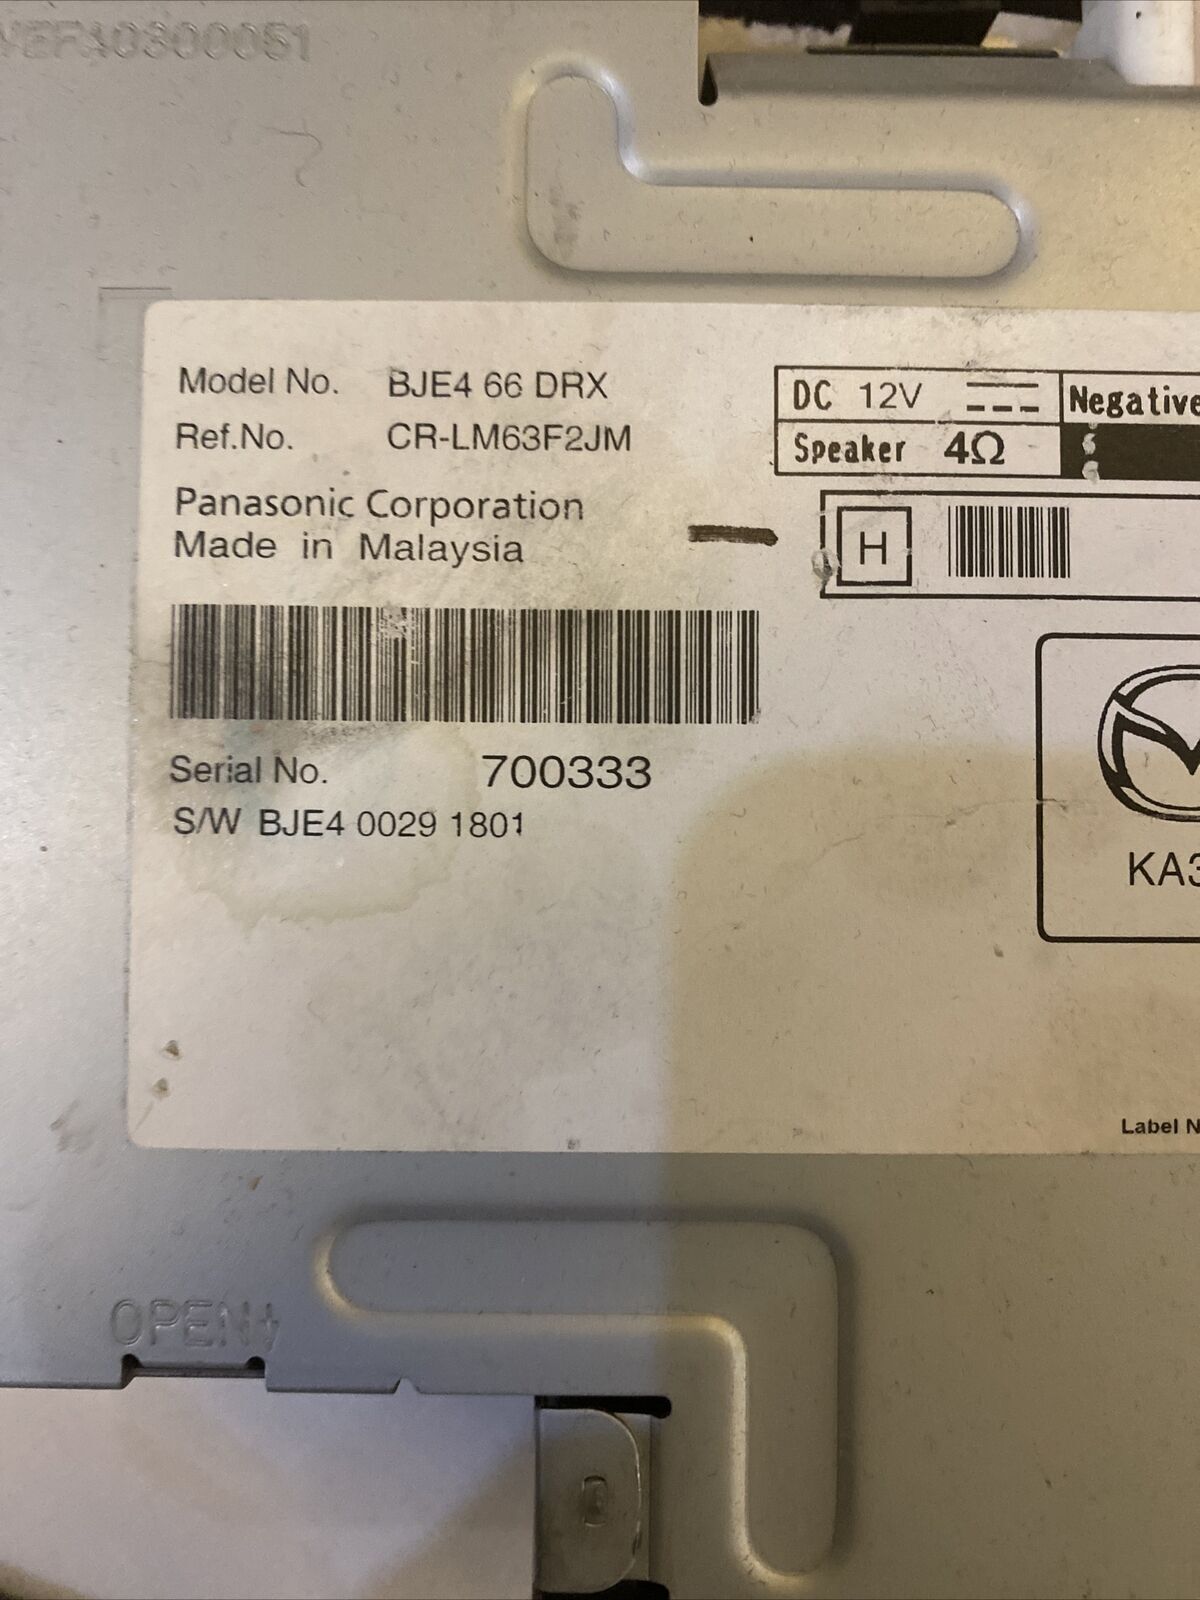 Model No. BJE4 66 DRX
Ref.No. CR-LM63F2JM
Panasonic Corporation
Made in Malaysia
DC 12V
Negative
Speaker 4Ω
H
Serial No. 700333
S/W BJE4 0029 1801
KA3
Label N
OPEN